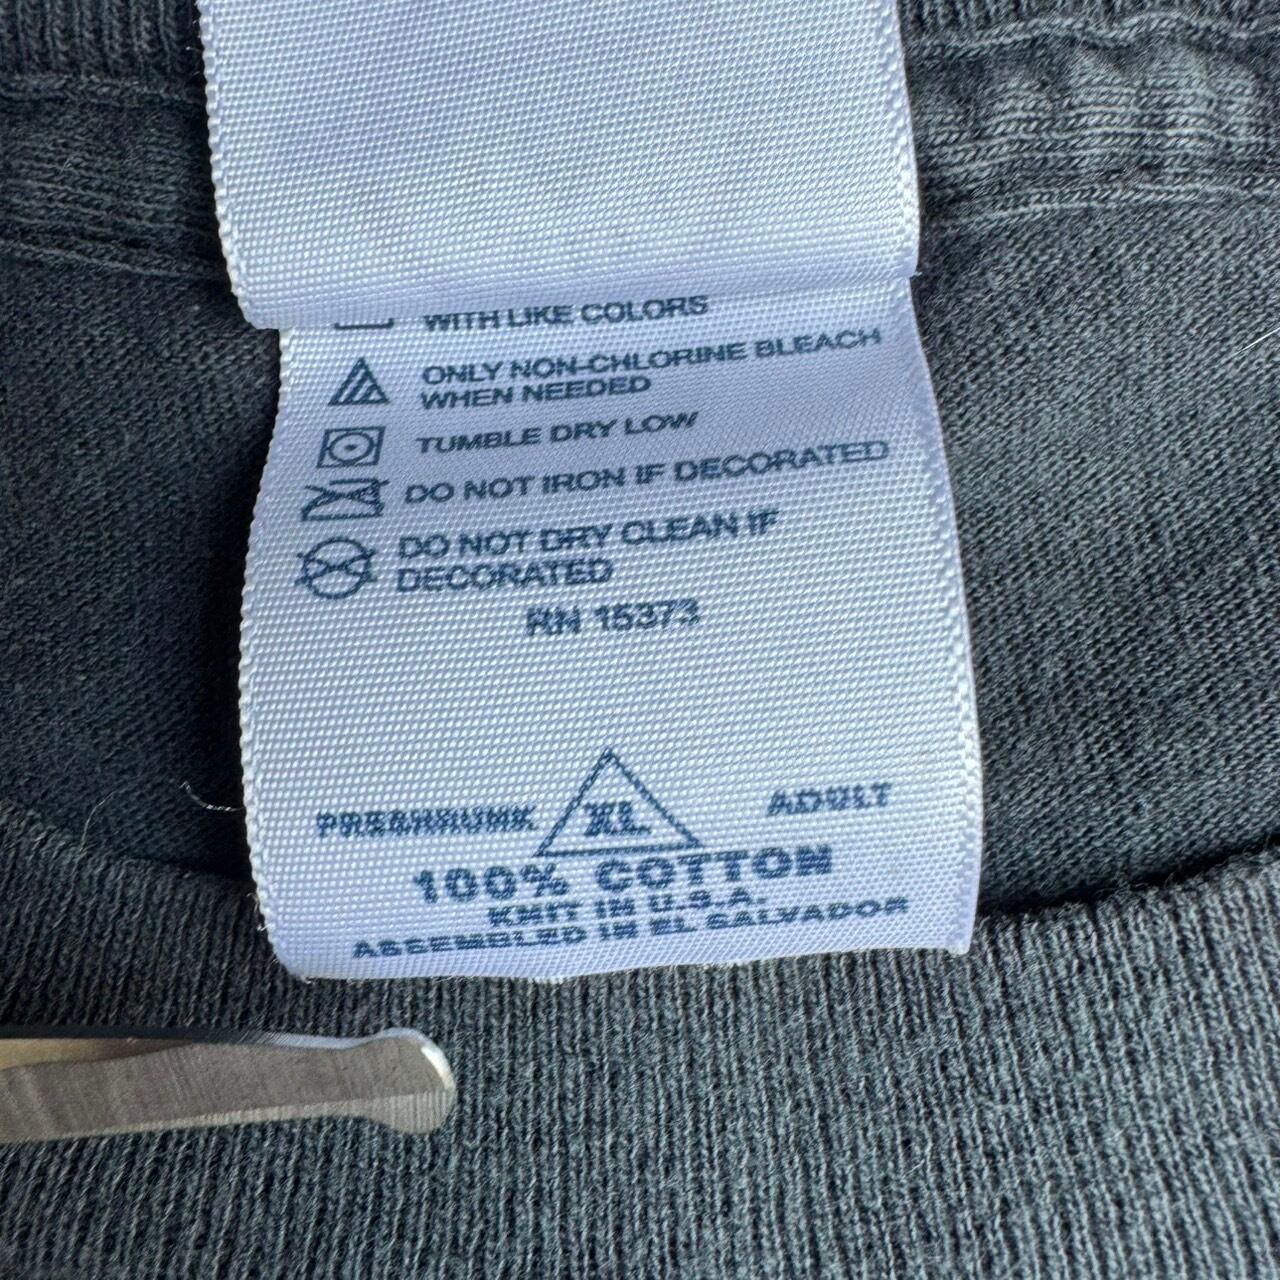 WITH LIKE COLORS
ONLY NON-CHLORINE BLEACH
WHEN NEEDED
TUMBLE DRY LOW
DO NOT IRON IF DECORATED
DO NOT DRY CLEAN IF
DECORATED
RN 15373
PRESHRUNK XL ADULT
100% COTTON
KNIT IN U.S.A.
ASSEMBLED IN EL SALVADOR